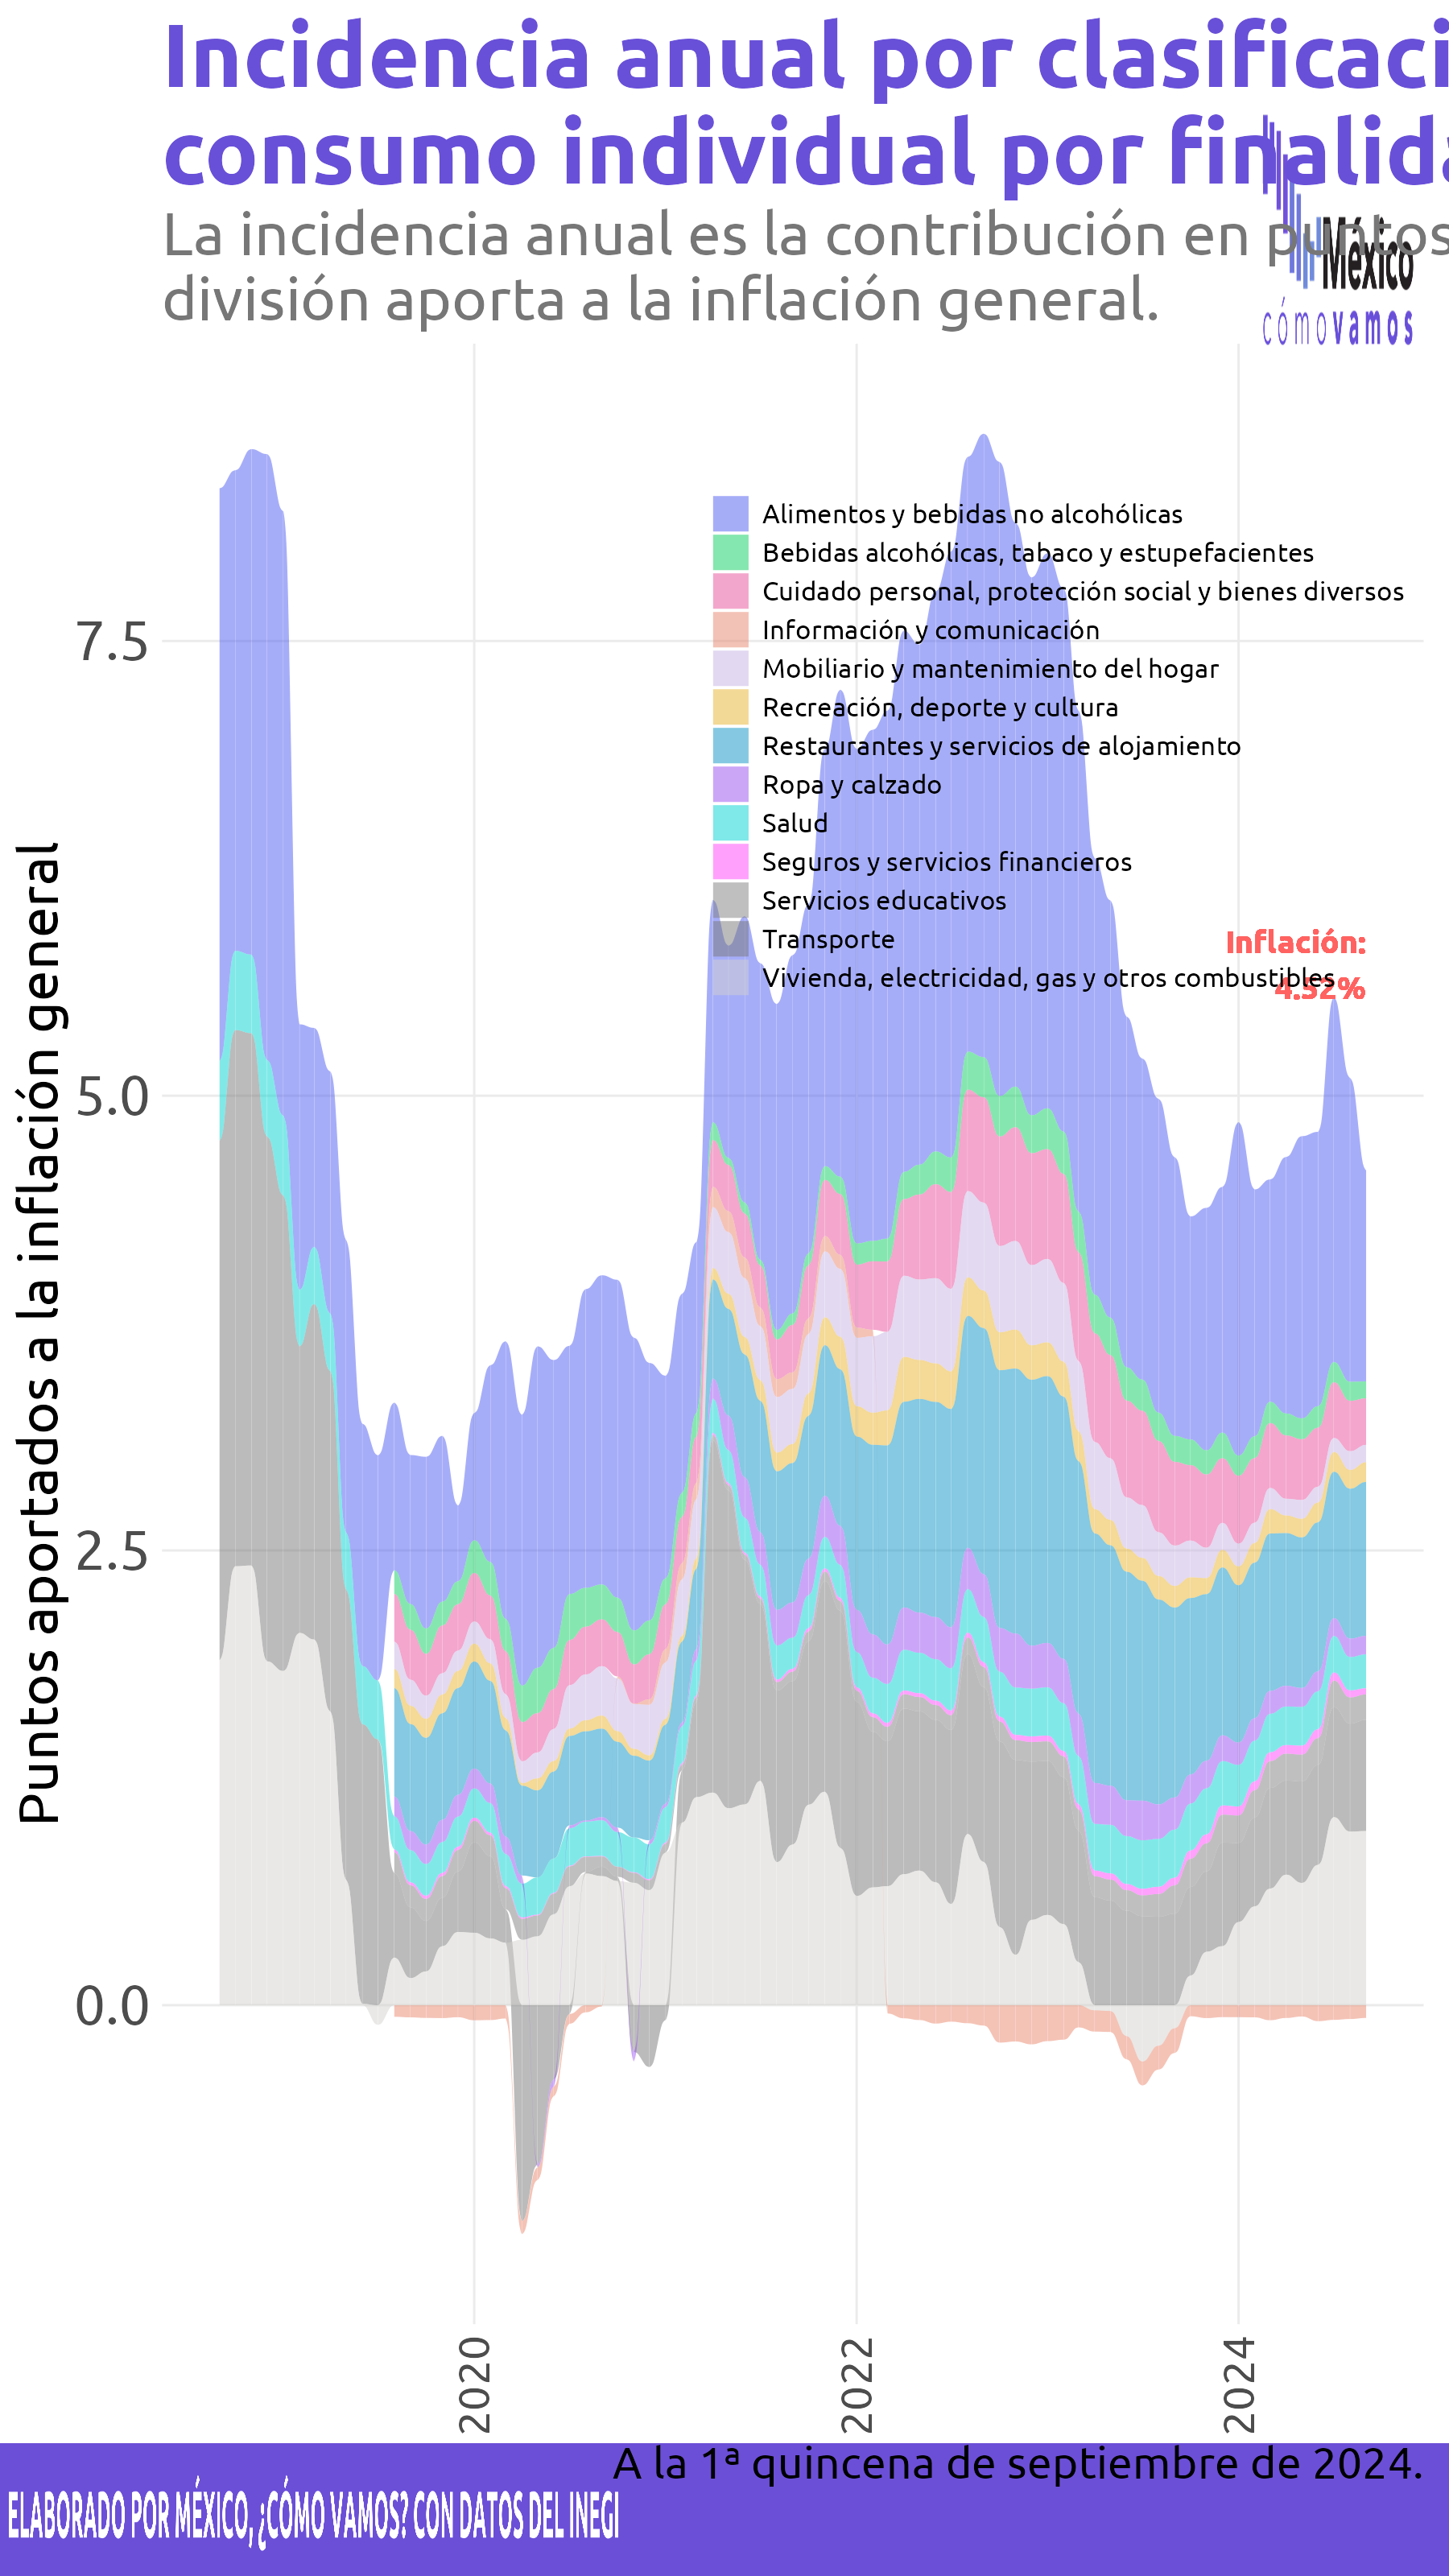 Incidencia anual por clasificaci
consumo individual por finalida
La incidencia anual es la contribución en puntos
división aporta a la inflación general.
México
cómovamos
Puntos aportados a la inflación general
7.5
5.0
2.5
0.0
Alimentos y bebidas no alcohólicas
Bebidas alcohólicas, tabaco y estupefacientes
Cuidado personal, protección social y bienes diversos
Información y comunicación
Mobiliario y mantenimiento del hogar
Recreación, deporte y cultura
Restaurantes y servicios de alojamiento
Ropa y calzado
Salud
Seguros y servicios financieros
Servicios educativos
Transporte
Vivienda, electricidad, gas y otros combustibles
Inflación:
4.52%
2020
2022
2024
A la 1ª quincena de septiembre de 2024.
ELABORADO POR MÉXICO, ¿CÓMO VAMOS? CON DATOS DEL INEGI